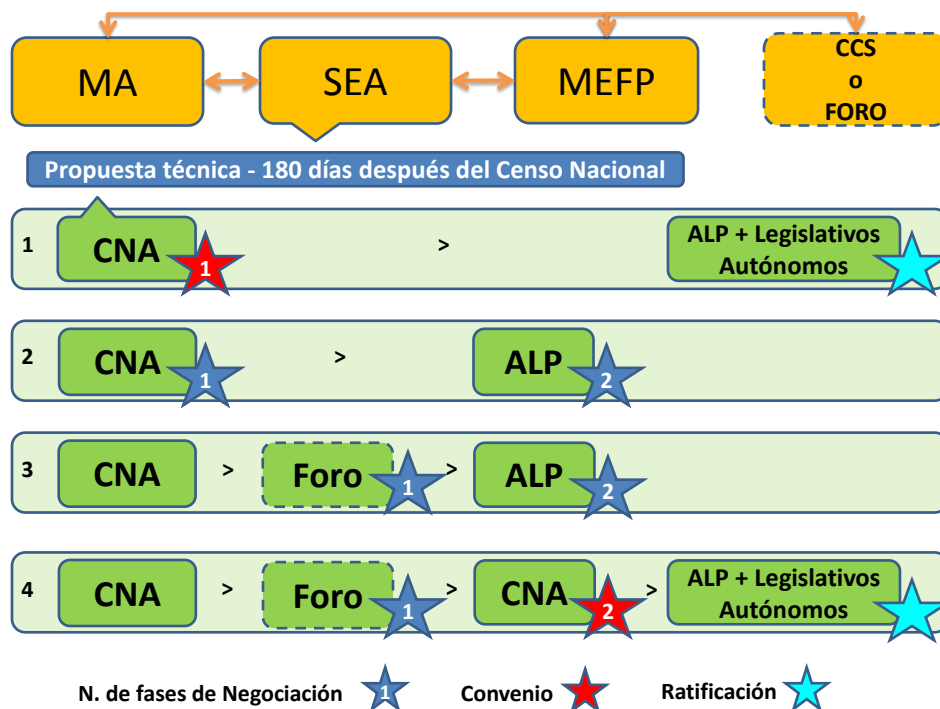 MA
SEA
MEFP
CCS
o
FORO
Propuesta técnica - 180 días después del Censo Nacional
1
CNA
1
>
ALP + Legislativos
Autónomos
2
CNA
1
>
ALP
2
3
CNA
>
Foro
1
>
ALP
2
4
CNA
>
Foro
1
>
CNA
2
>
ALP + Legislativos
Autónomos
N. de fases de Negociación
1
Convenio
Ratificación